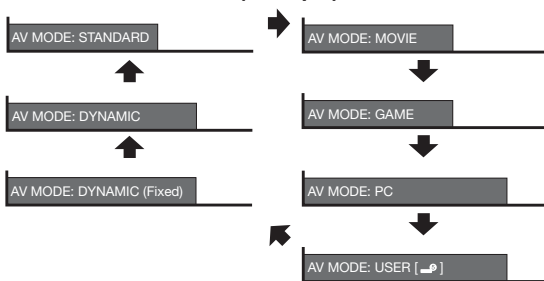 AV MODE: STANDARD
AV MODE: MOVIE
AV MODE: DYNAMIC
AV MODE: GAME
AV MODE: DYNAMIC (Fixed)
AV MODE: PC
AV MODE: USER [ ]